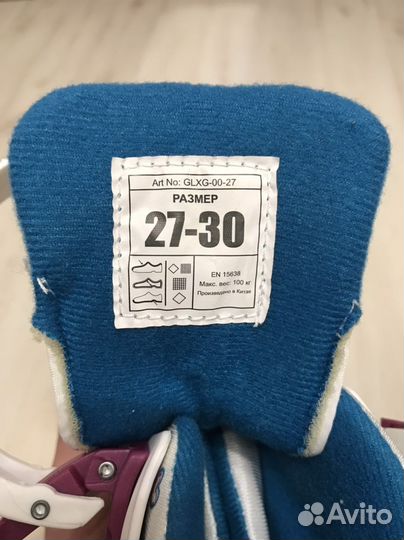 Art No: GLXG-00-27
РАЗМЕР
27-30
EN 15638
Макс. вес: 100 кг
Произведено в Китае
Avito